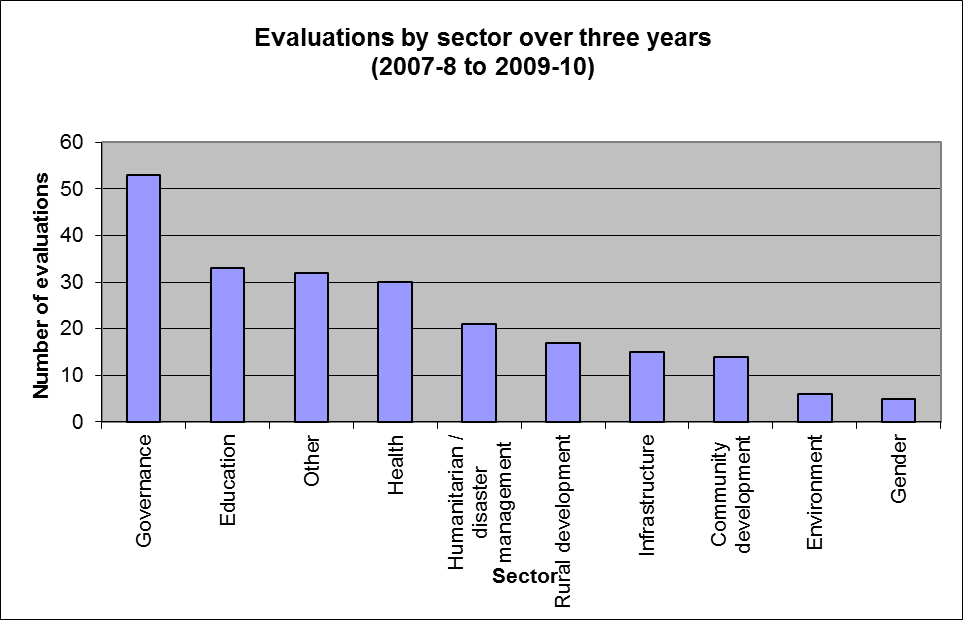 Evaluations by sector over three years
(2007-8 to 2009-10)
Number of evaluations
60
50
40
30
20
10
0
Governance
Education
Other
Health
Humanitarian /
disaster
management
Rural development
Infrastructure
Community
development
Environment
Gender
Sector